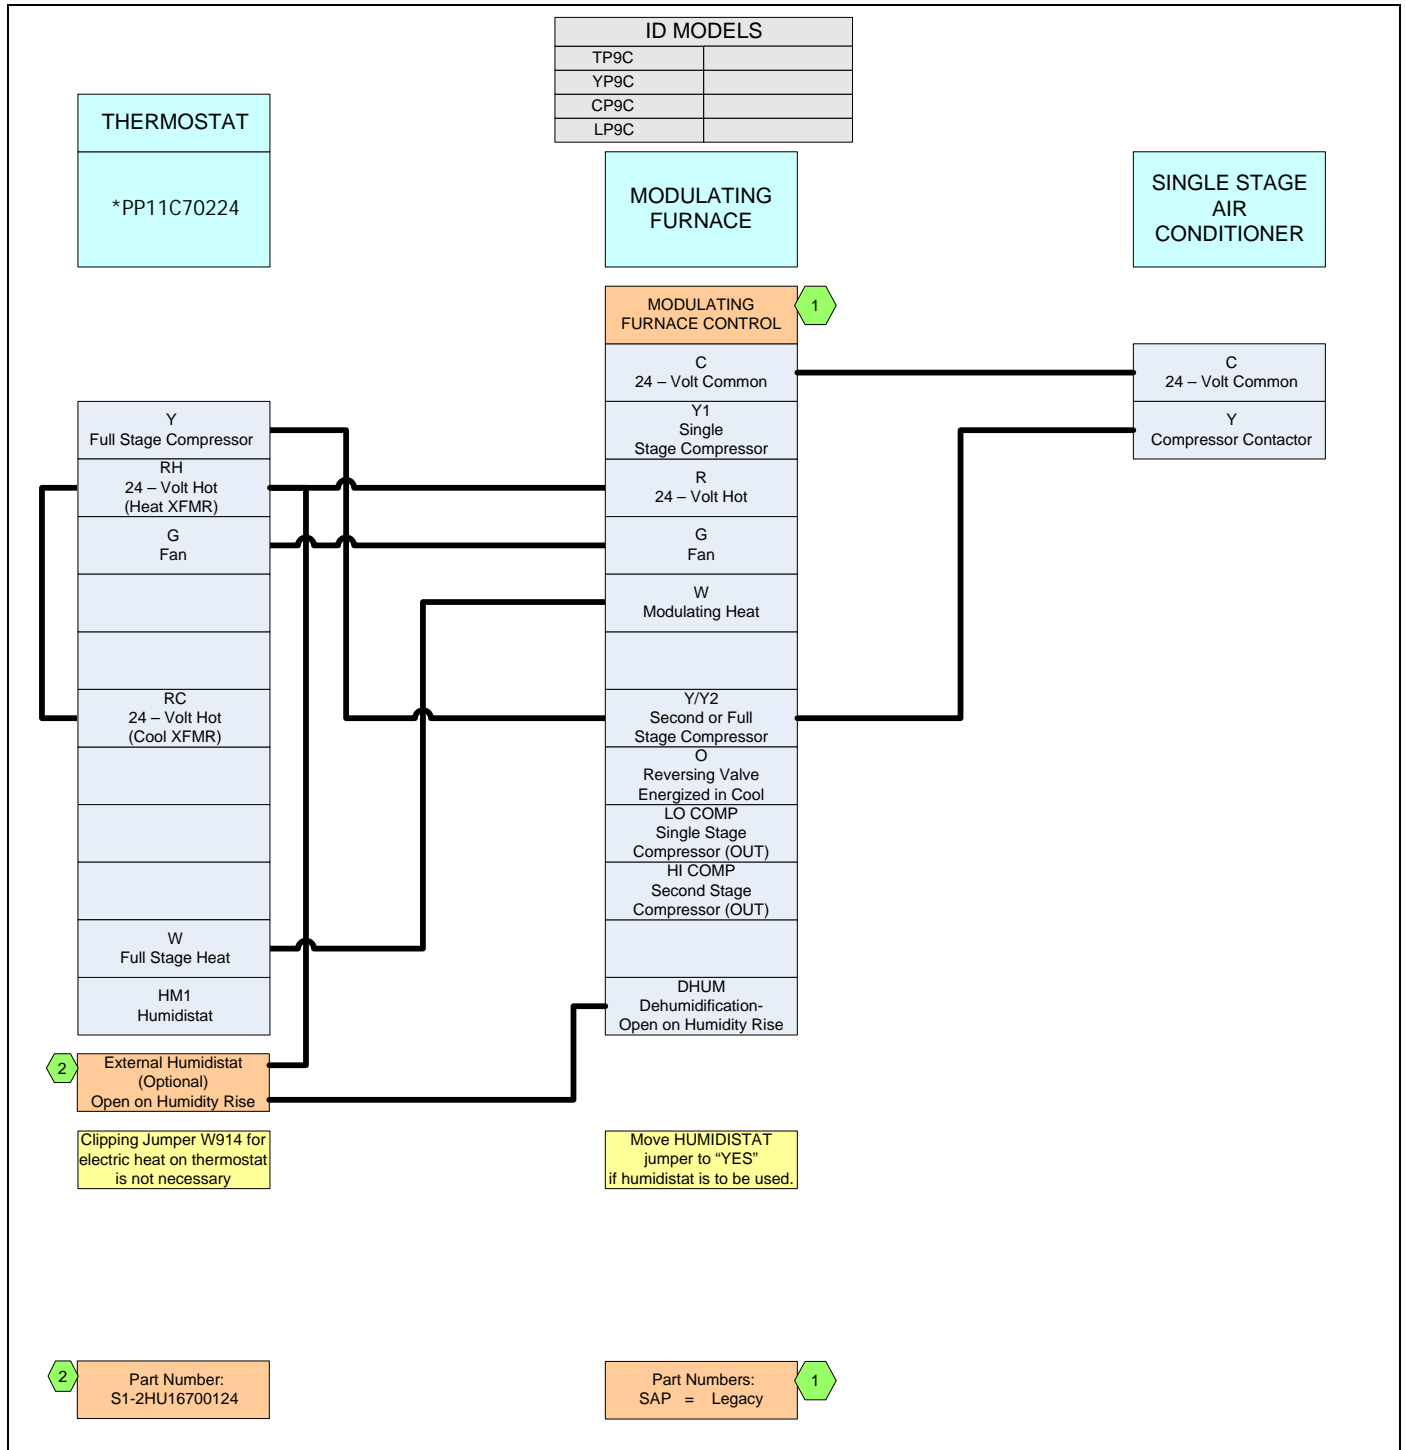 ID MODELS
TP9C
YP9C
CP9C
LP9C
THERMOSTAT
*PP11C70224
MODULATING
FURNACE
SINGLE STAGE
AIR
CONDITIONER
MODULATING
FURNACE CONTROL
1
C
24 – Volt Common
Y1
Single
Stage Compressor
R
24 – Volt Hot
G
Fan
W
Modulating Heat
Y/Y2
Second or Full
Stage Compressor
O
Reversing Valve
Energized in Cool
LO COMP
Single Stage
Compressor (OUT)
HI COMP
Second Stage
Compressor (OUT)
DHUM
Dehumidification-
Open on Humidity Rise
C
24 – Volt Common
Y
Compressor Contactor
Y
Full Stage Compressor
RH
24 – Volt Hot
(Heat XFMR)
G
Fan
RC
24 – Volt Hot
(Cool XFMR)
W
Full Stage Heat
HM1
Humidistat
2
External Humidistat
(Optional)
Open on Humidity Rise
Clipping Jumper W914 for
electric heat on thermostat
is not necessary
Move HUMIDISTAT
jumper to “YES”
if humidistat is to be used.
2
Part Number:
S1-2HU16700124
Part Numbers:
SAP = Legacy
1